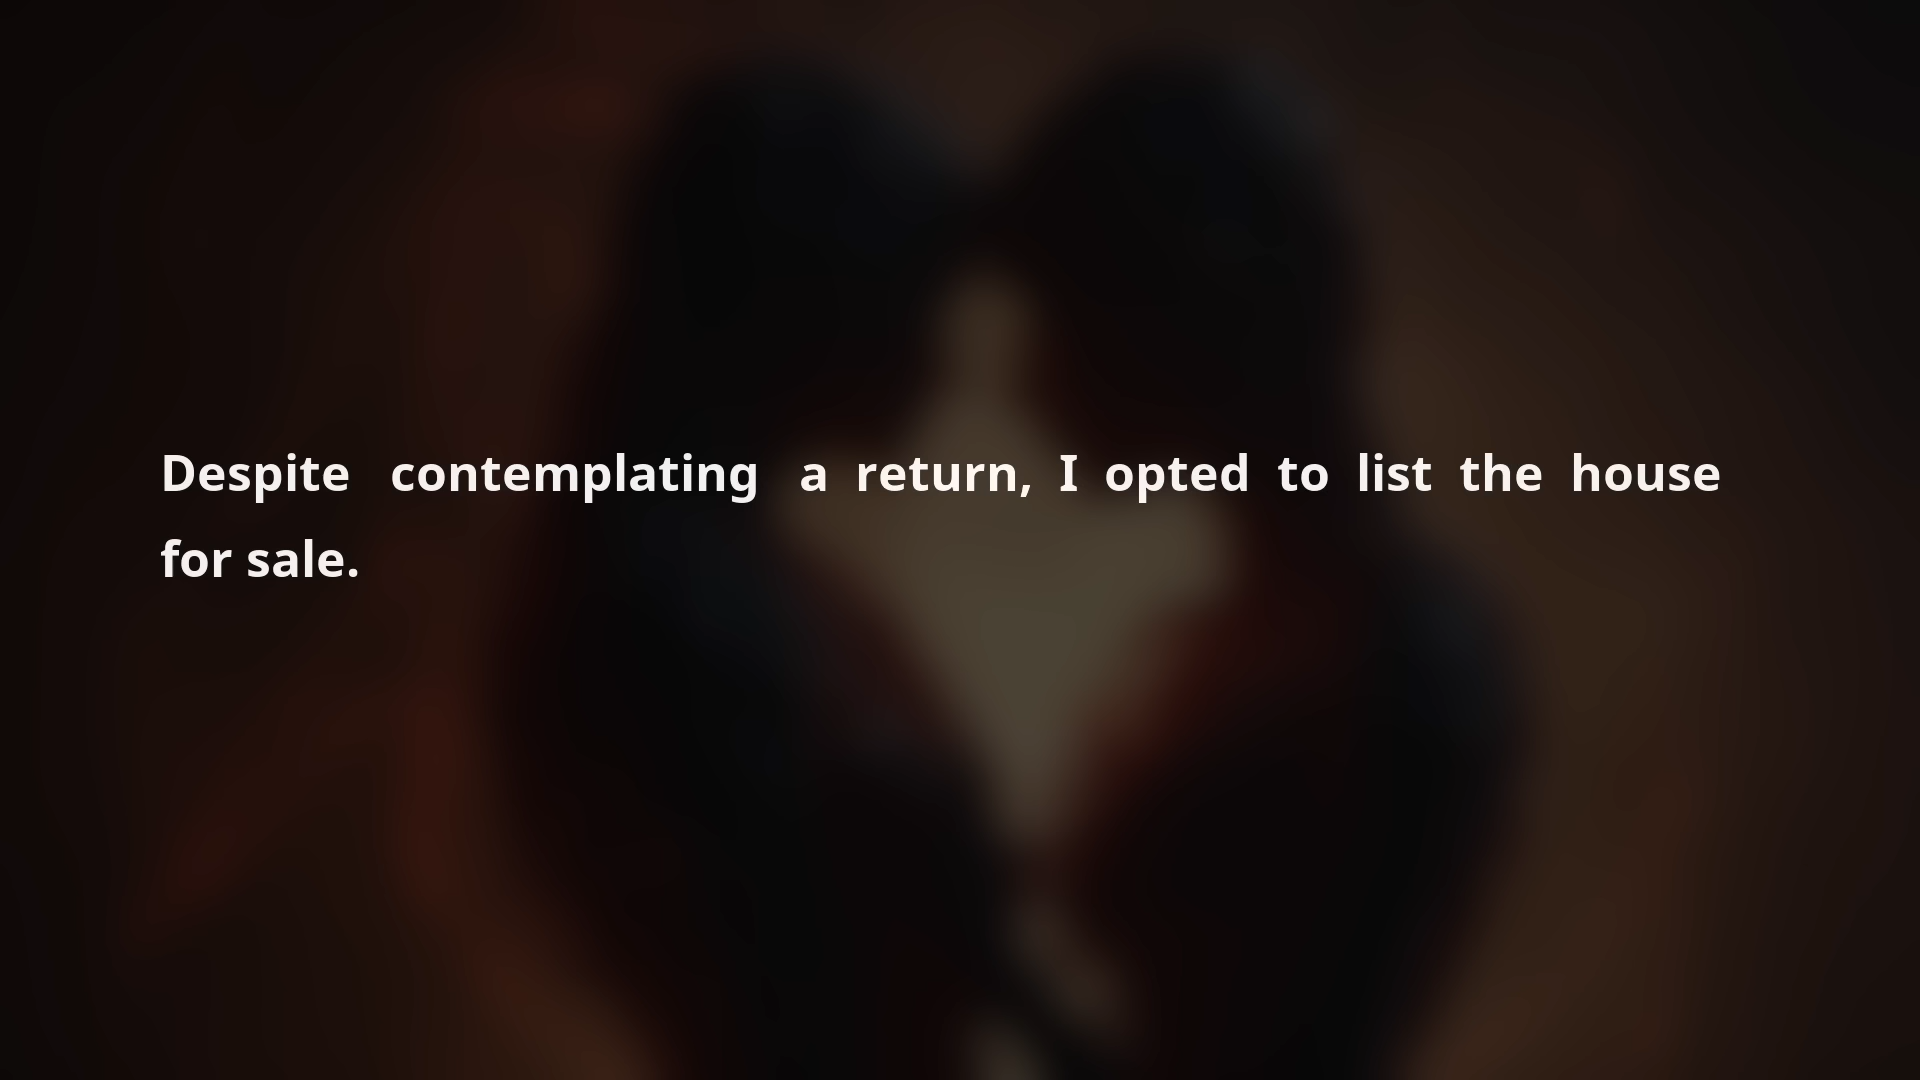 Despite contemplating a return, I opted to list the house
for sale.